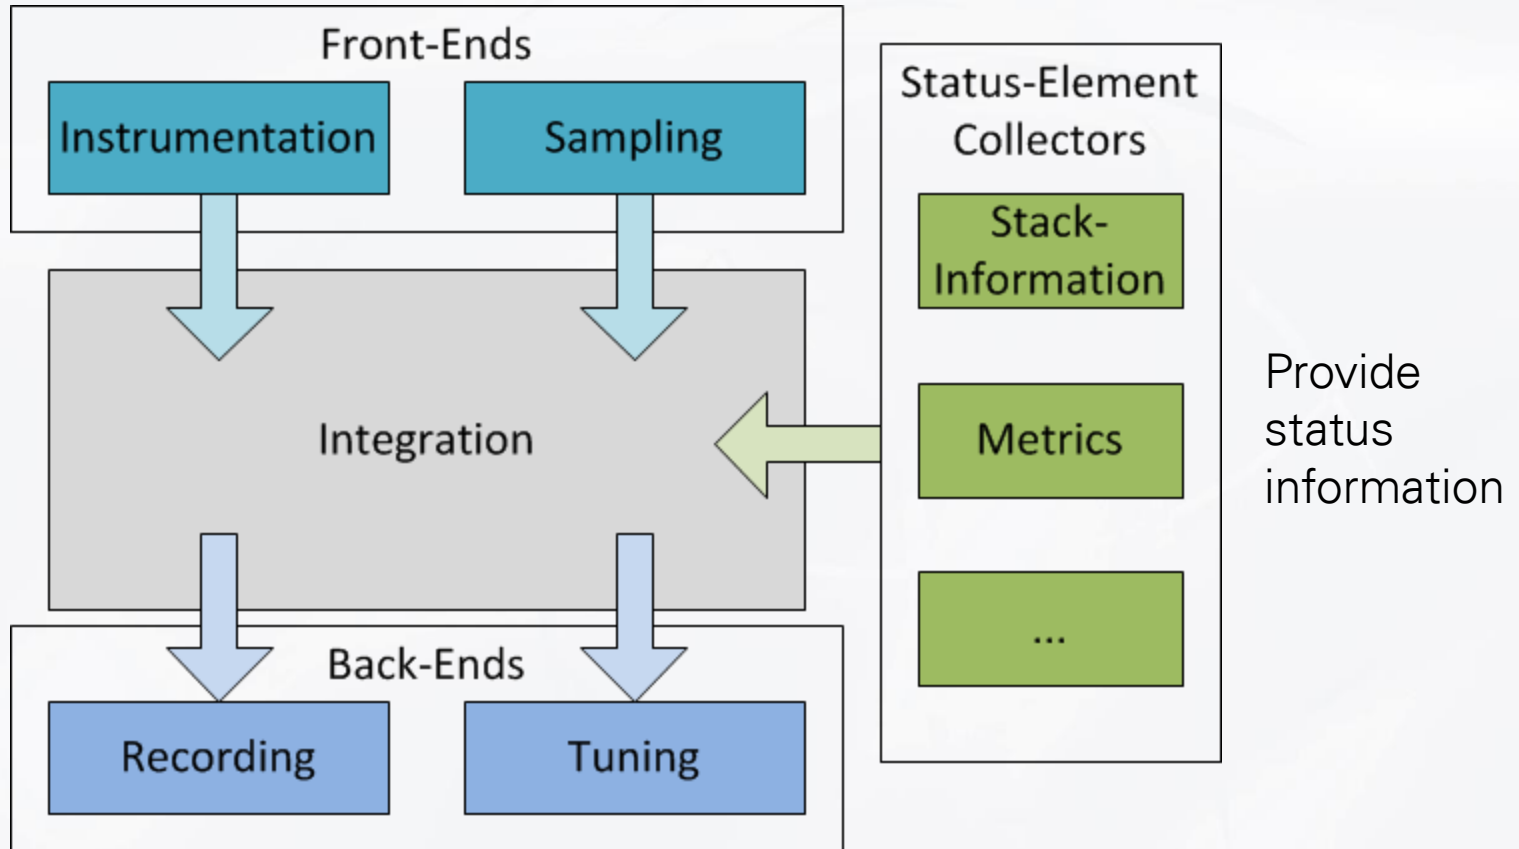 Front-Ends
Instrumentation
Sampling
Integration
Back-Ends
Recording
Tuning
Status-Element
Collectors
Stack-
Information
Metrics
...
Provide
status
information